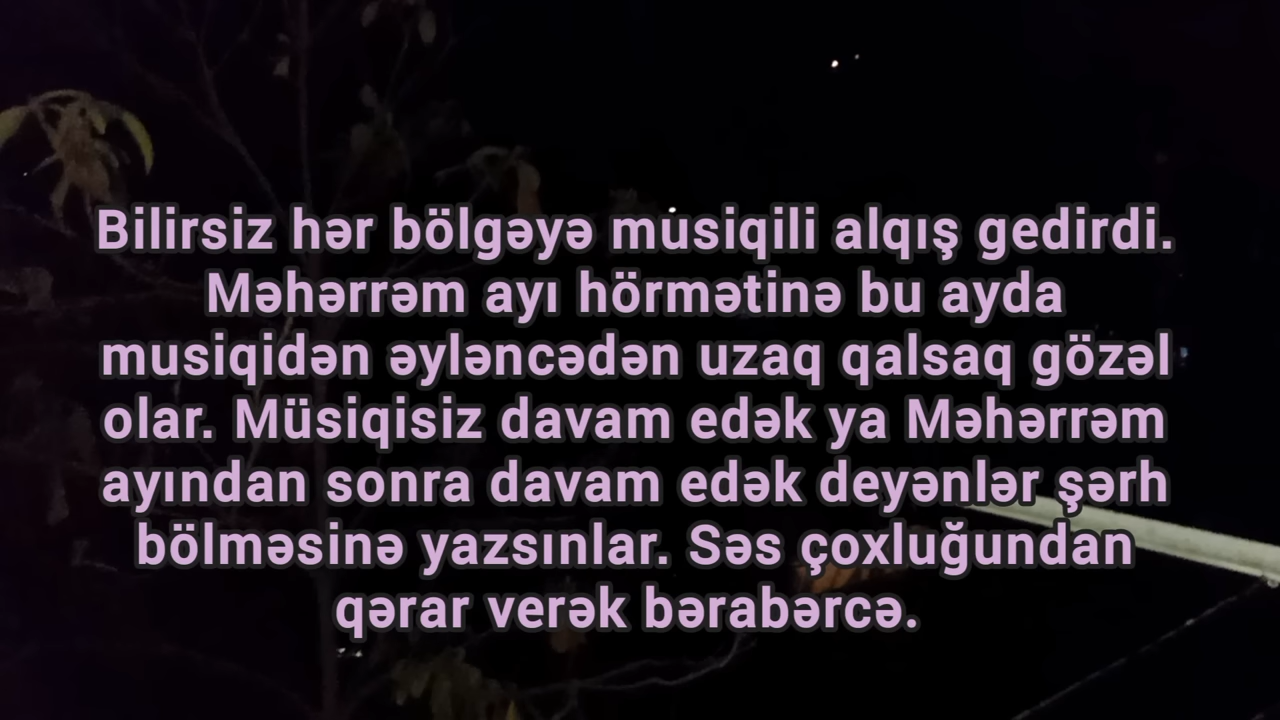 Bilirsiz hər bölgəyə musiqili alqış gedirdi.
Məhərrəm ayı hörmətinə bu ayda
musiqidən əyləncədən uzaq qalsaq gözəl
olar. Müsiqisiz davam edək ya Məhərrəm
ayından sonra davam edək deyənlər şərh
bölməsinə yazsınlar. Səs çoxluğundan
qərar verək bərabərcə.